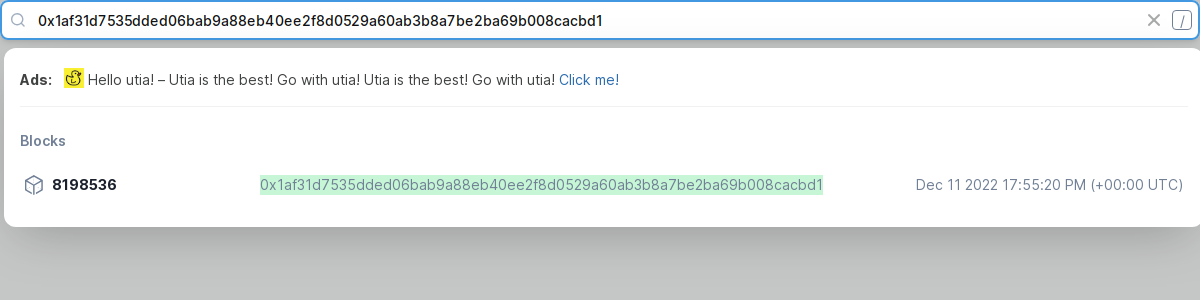 0x1af31d7535dded06bab9a88eb40ee2f8d0529a60ab3b8a7be2ba69b008cacbd1 /
Ads: Hello utia! – Utia is the best! Go with utia! Utia is the best! Go with utia! Click me!
Blocks
8198536 0x1af31d7535dded06bab9a88eb40ee2f8d0529a60ab3b8a7be2ba69b008cacbd1 Dec 11 2022 17:55:20 PM (+00:00 UTC)